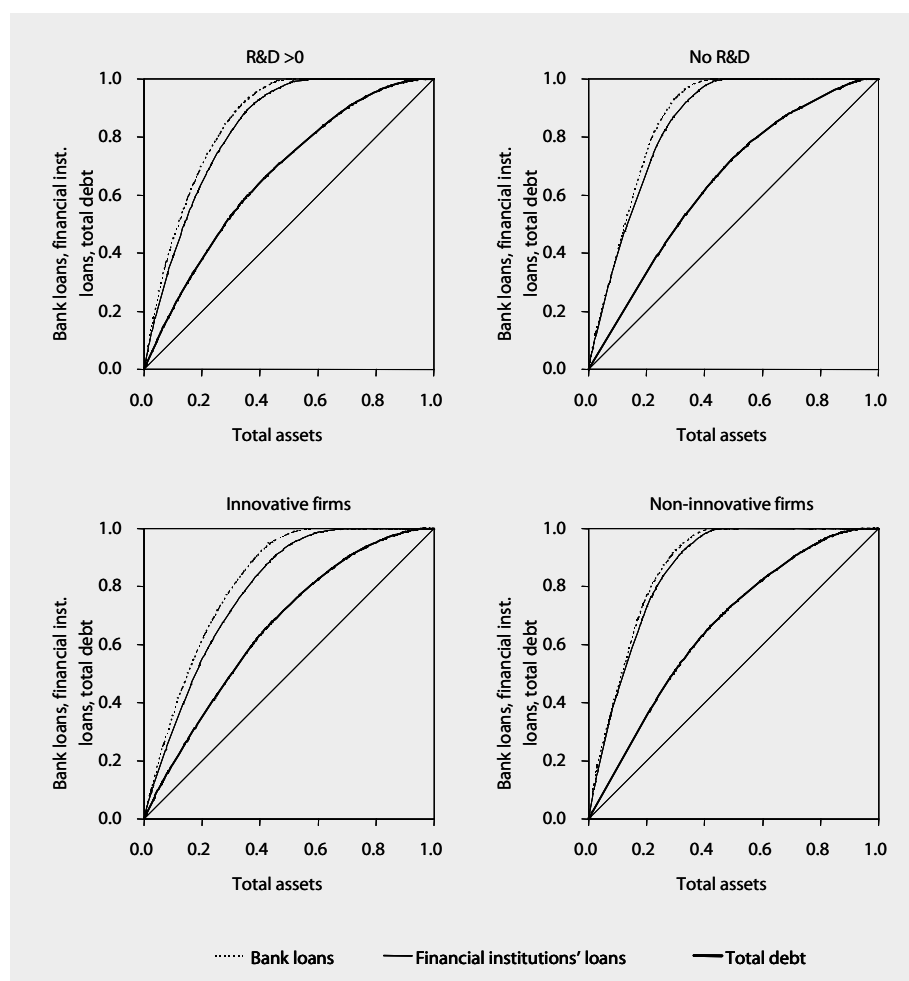 R&D >0
No R&D
Bank loans, financial inst.
loans, total debt
1.0
0.8
0.6
0.4
0.2
0.0
0.0 0.2 0.4 0.6 0.8 1.0
Total assets
Bank loans, financial inst.
loans, total debt
1.0
0.8
0.6
0.4
0.2
0.0
0.0 0.2 0.4 0.6 0.8 1.0
Total assets
Innovative firms
Non-innovative firms
Bank loans, financial inst.
loans, total debt
1.0
0.8
0.6
0.4
0.2
0.0
0.0 0.2 0.4 0.6 0.8 1.0
Total assets
Bank loans, financial inst.
loans, total debt
1.0
0.8
0.6
0.4
0.2
0.0
0.0 0.2 0.4 0.6 0.8 1.0
Total assets
Bank loans Financial institutions' loans Total debt